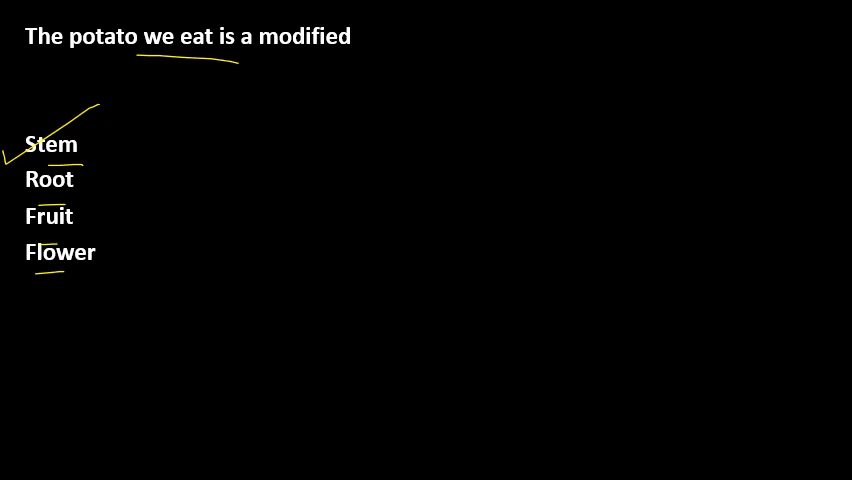 The potato we eat is a modified
Stem
Root
Fruit
Flower